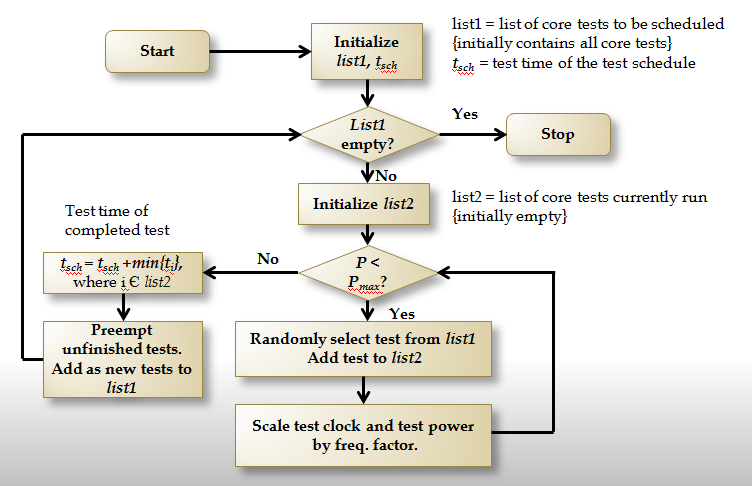 Start
Initialize
list1, tsch
list1 = list of core tests to be scheduled
{initially contains all core tests}
tsch = test time of the test schedule
List1
empty?
Yes
Stop
No
Initialize list2
list2 = list of core tests currently run
{initially empty}
Test time of
completed test
tsch = tsch +min{ti},
where i Є list2
No
P <
Pmax?
Yes
Preempt
unfinished tests.
Add as new tests to
list1
Randomly select test from list1
Add test to list2
Scale test clock and test power
by freq. factor.